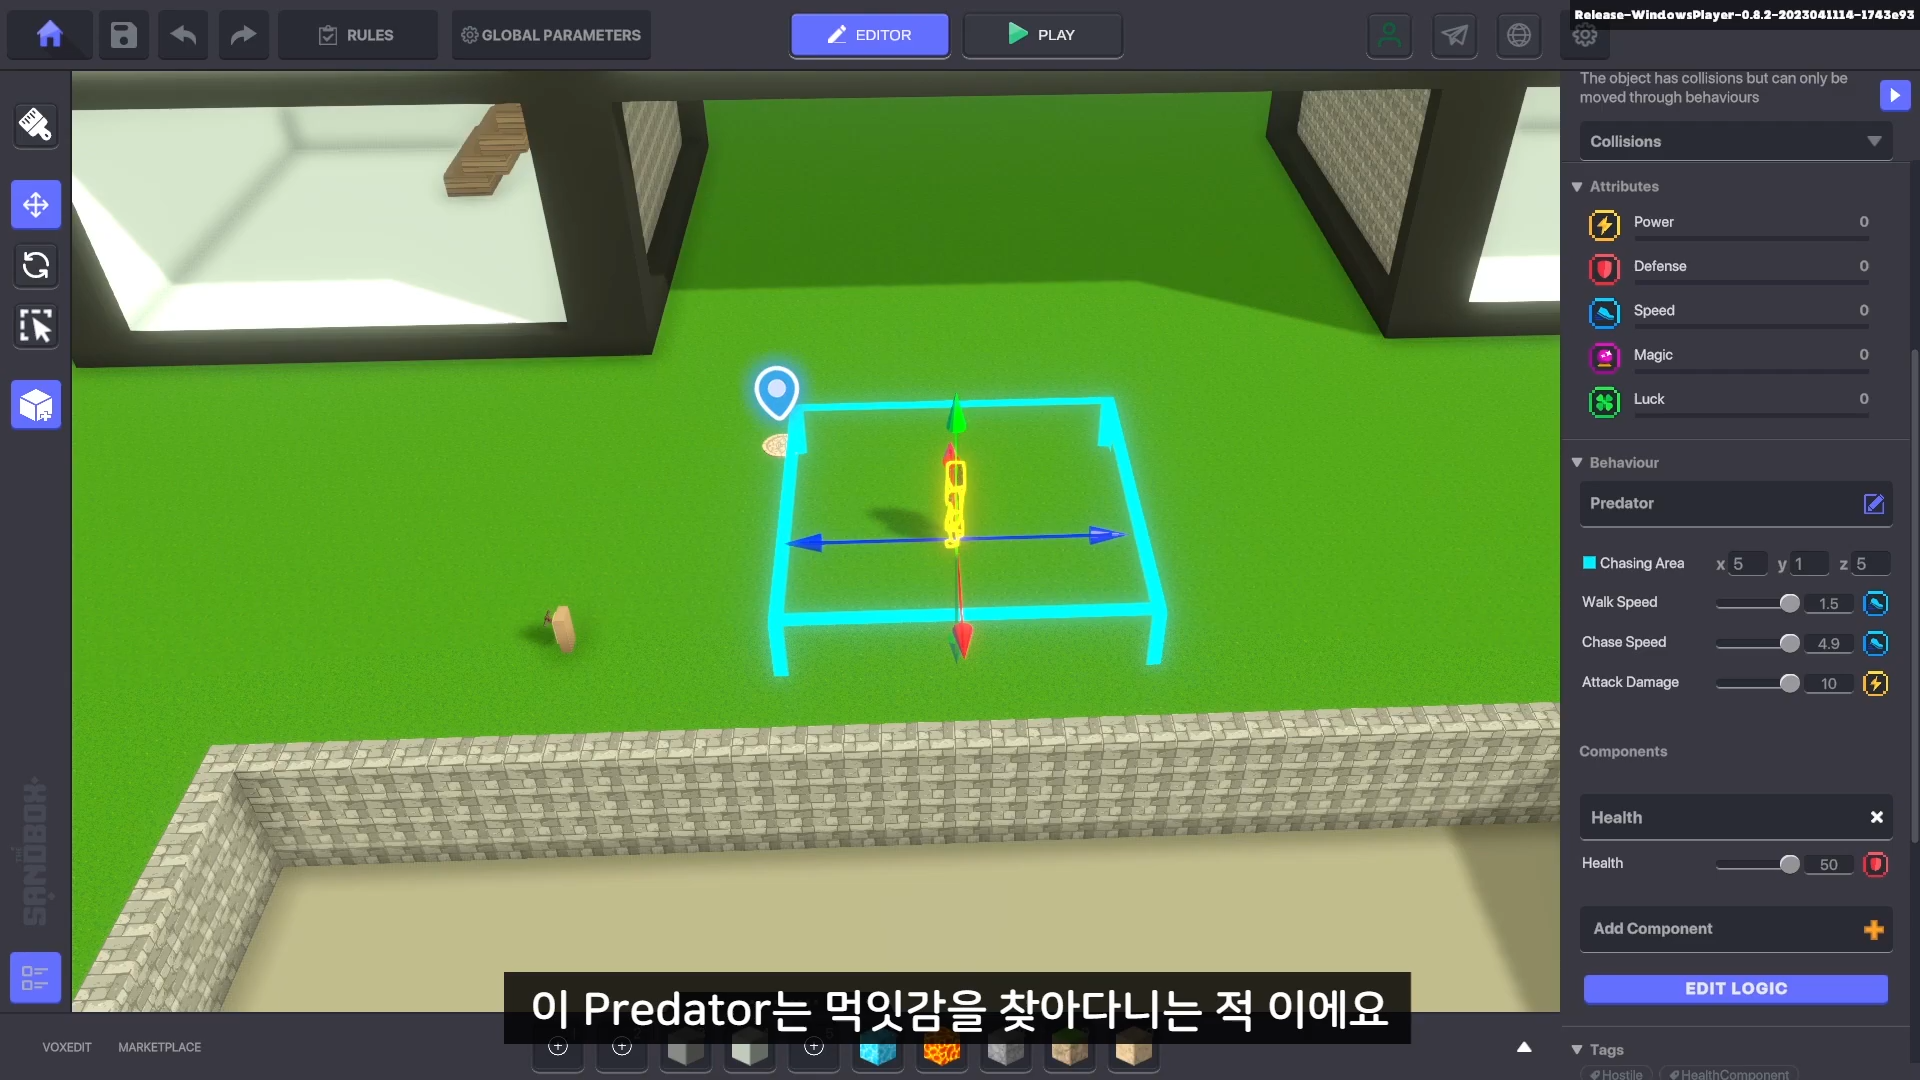 Release-WindowsPlayer-0.8.2-2023041114-1743e93
RULES
GLOBAL PARAMETERS
EDITOR
PLAY
The object has collisions but can only be
moved through behaviours
Collisions
Attributes
Power 0
Defense 0
Speed 0
Magic 0
Luck 0
Behaviour
Predator
Chasing Area x 5 y 1 z 5
Walk Speed 1.5
Chase Speed 4.9
Attack Damage 10
Components
Health
Health 50
Add Component
EDIT LOGIC
Tags
Hostile HealthComponent
THE SANDBOX
이 Predator는 먹잇감을 찾아다니는 적 이에요
VOXEDIT MARKETPLACE